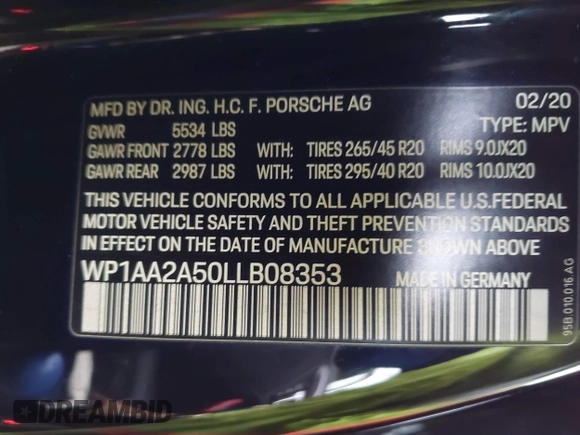 MFD BY DR. ING. H.C. F. PORSCHE AG 02/20
GVWR 5534 LBS TYPE: MPV
GAWR FRONT 2778 LBS WITH: TIRES 265/45 R20 RIMS 9.0JX20
GAWR REAR 2987 LBS WITH: TIRES 295/40 R20 RIMS 10.0JX20
THIS VEHICLE CONFORMS TO ALL APPLICABLE U.S.FEDERAL
MOTOR VEHICLE SAFETY AND THEFT PREVENTION STANDARDS
IN EFFECT ON THE DATE OF MANUFACTURE SHOWN ABOVE
WP1AA2A50LLB08353
95B.010.016.AG
DREAMBID